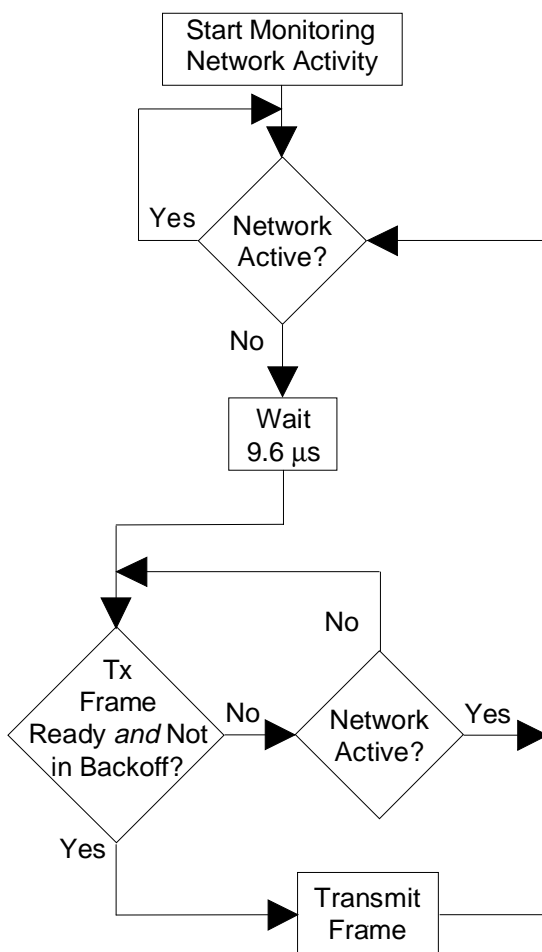 Start Monitoring
Network Activity
Yes
Network
Active?
No
Wait
9.6 μs
No
Tx
Frame
Ready and Not
in Backoff?
No
Network
Active?
Yes
Yes
Transmit
Frame